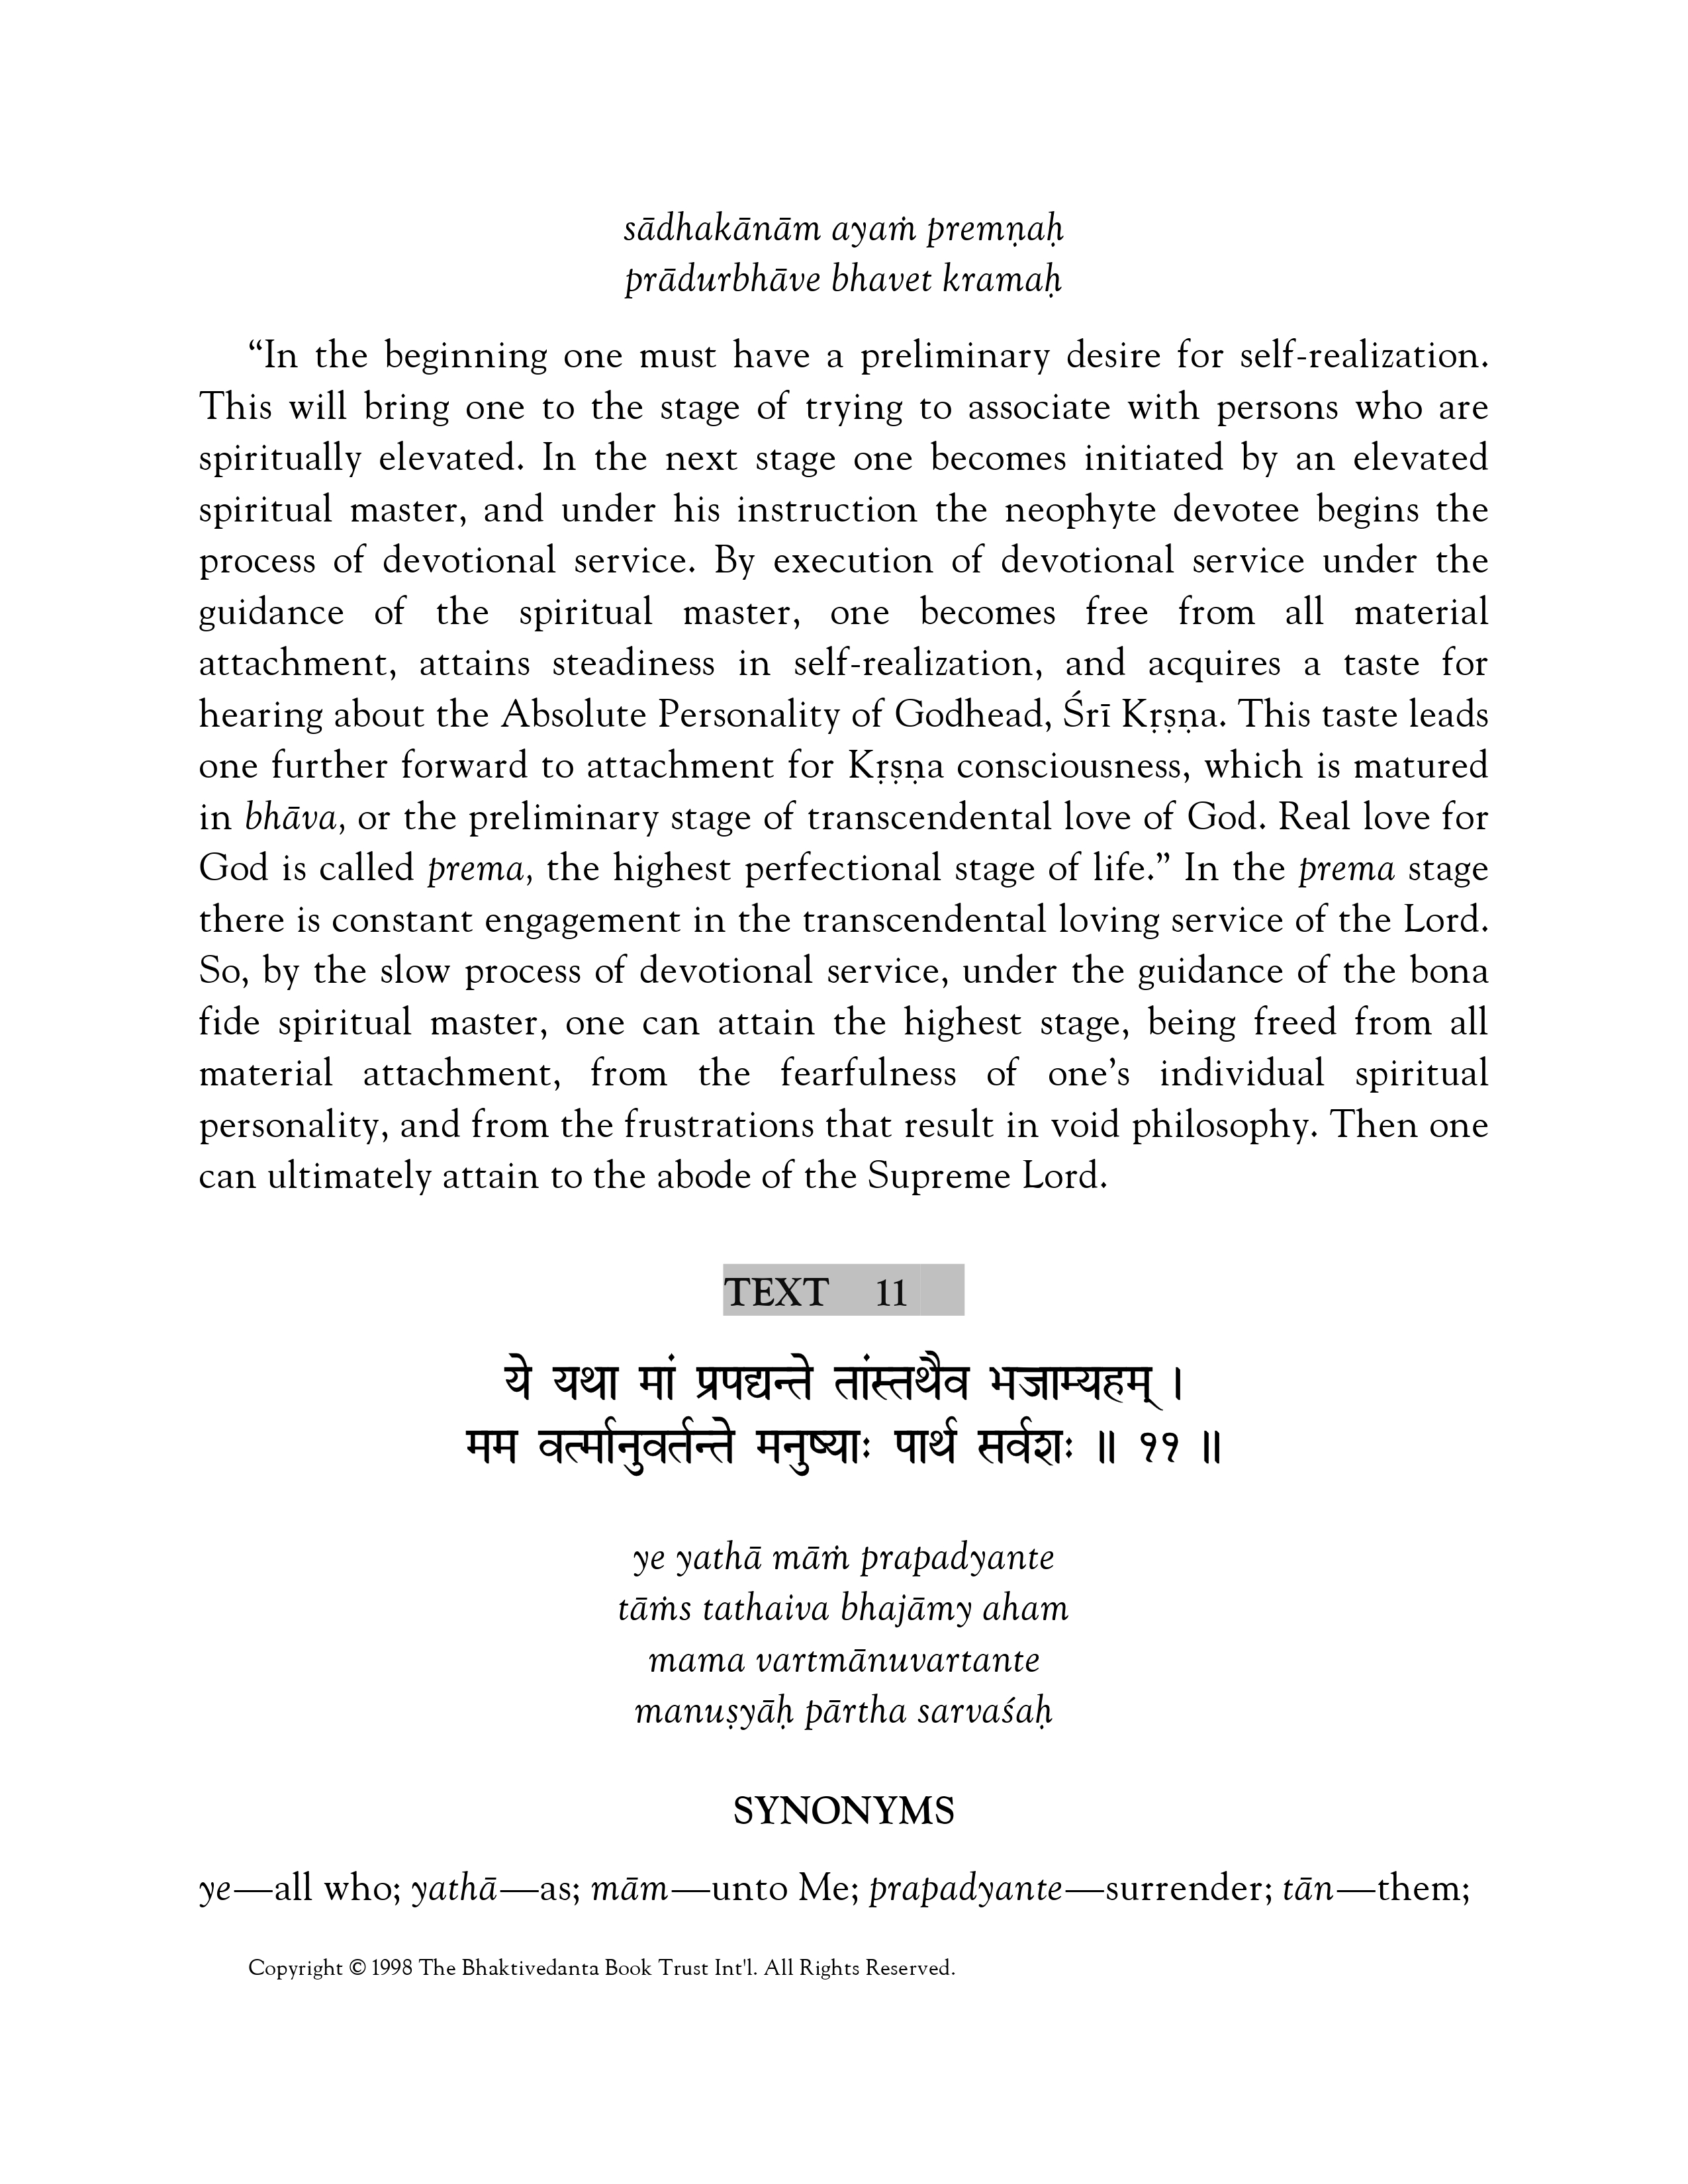 sādhakānām ayaṁ premṇaḥ
prādurbhāve bhavet kramaḥ
“In the beginning one must have a preliminary desire for self-realization.
This will bring one to the stage of trying to associate with persons who are
spiritually elevated. In the next stage one becomes initiated by an elevated
spiritual master, and under his instruction the neophyte devotee begins the
process of devotional service. By execution of devotional service under the
guidance of the spiritual master, one becomes free from all material
attachment, attains steadiness in self-realization, and acquires a taste for
hearing about the Absolute Personality of Godhead, Śrī Kṛṣṇa. This taste leads
one further forward to attachment for Kṛṣṇa consciousness, which is matured
in bhāva, or the preliminary stage of transcendental love of God. Real love for
God is called prema, the highest perfectional stage of life.” In the prema stage
there is constant engagement in the transcendental loving service of the Lord.
So, by the slow process of devotional service, under the guidance of the bona
fide spiritual master, one can attain the highest stage, being freed from all
material attachment, from the fearfulness of one’s individual spiritual
personality, and from the frustrations that result in void philosophy. Then one
can ultimately attain to the abode of the Supreme Lord.
TEXT 11
ये यथा मां प्रपद्यन्ते तांस्तथैव भजाम्यहम् ।
मम वर्त्मानुवर्तन्ते मनुष्याः पार्थ सर्वशः ॥ ११ ॥
ye yathā māṁ prapadyante
tāṁs tathaiva bhajāmy aham
mama vartmānuvartante
manuṣyāḥ pārtha sarvaśaḥ
SYNONYMS
ye—all who; yathā—as; mām—unto Me; prapadyante—surrender; tān—them;
Copyright © 1998 The Bhaktivedanta Book Trust Int'l. All Rights Reserved.